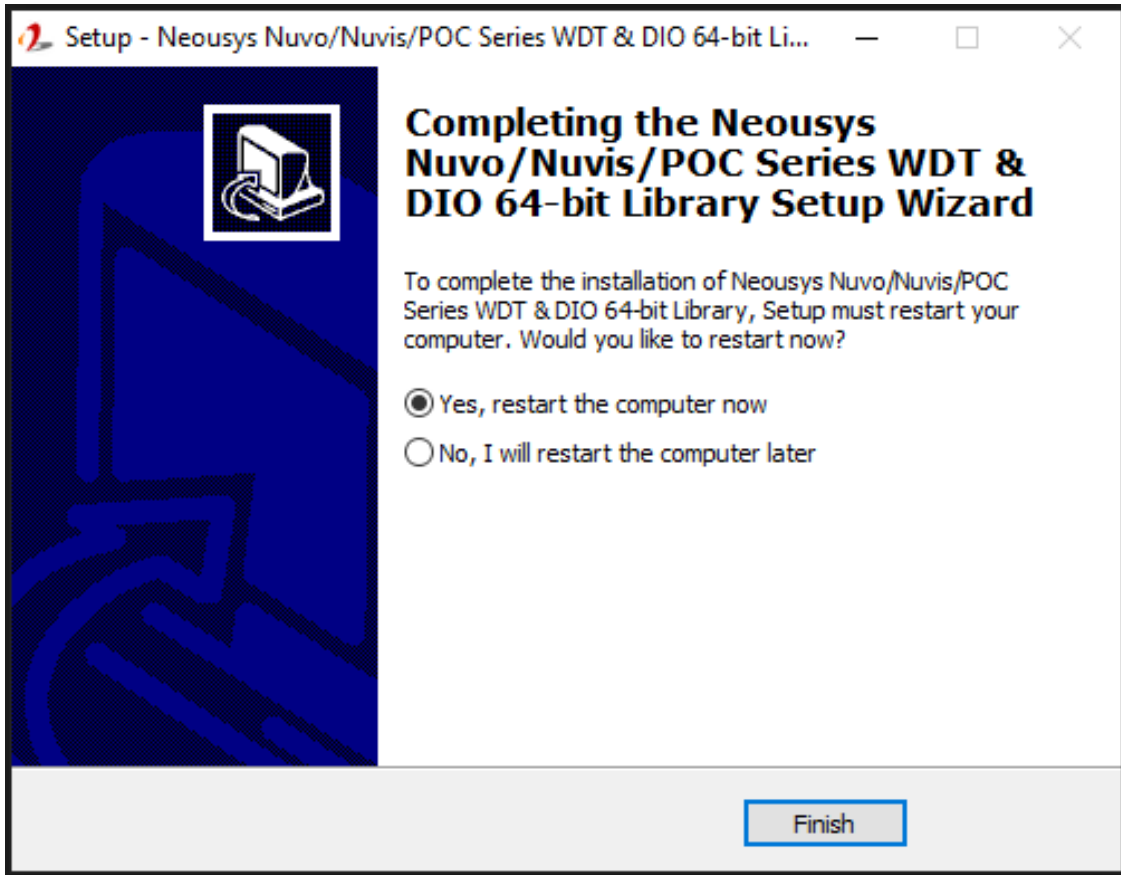 Setup - Neousys Nuvo/Nuvis/POC Series WDT & DIO 64-bit Li...
Completing the Neousys
Nuvo/Nuvis/POC Series WDT &
DIO 64-bit Library Setup Wizard
To complete the installation of Neousys Nuvo/Nuvis/POC
Series WDT & DIO 64-bit Library, Setup must restart your
computer. Would you like to restart now?
Yes, restart the computer now
No, I will restart the computer later
Finish